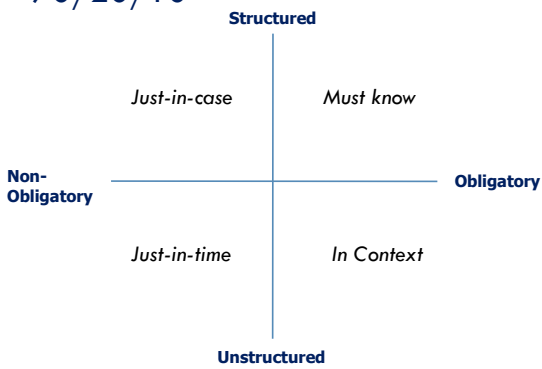 Structured
Just-in-case
Must know
Non-
Obligatory
Obligatory
Just-in-time
In Context
Unstructured